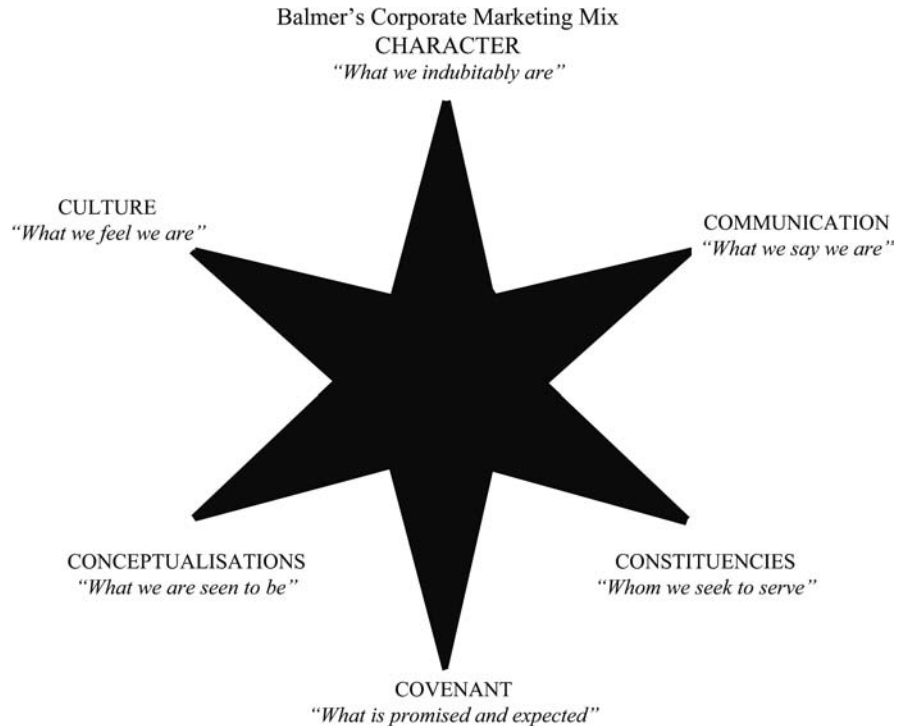 Balmer’s Corporate Marketing Mix
CHARACTER
“What we indubitably are”
CULTURE
“What we feel we are”
COMMUNICATION
“What we say we are”
CONCEPTUALISATIONS
“What we are seen to be”
CONSTITUENCIES
“Whom we seek to serve”
COVENANT
“What is promised and expected”